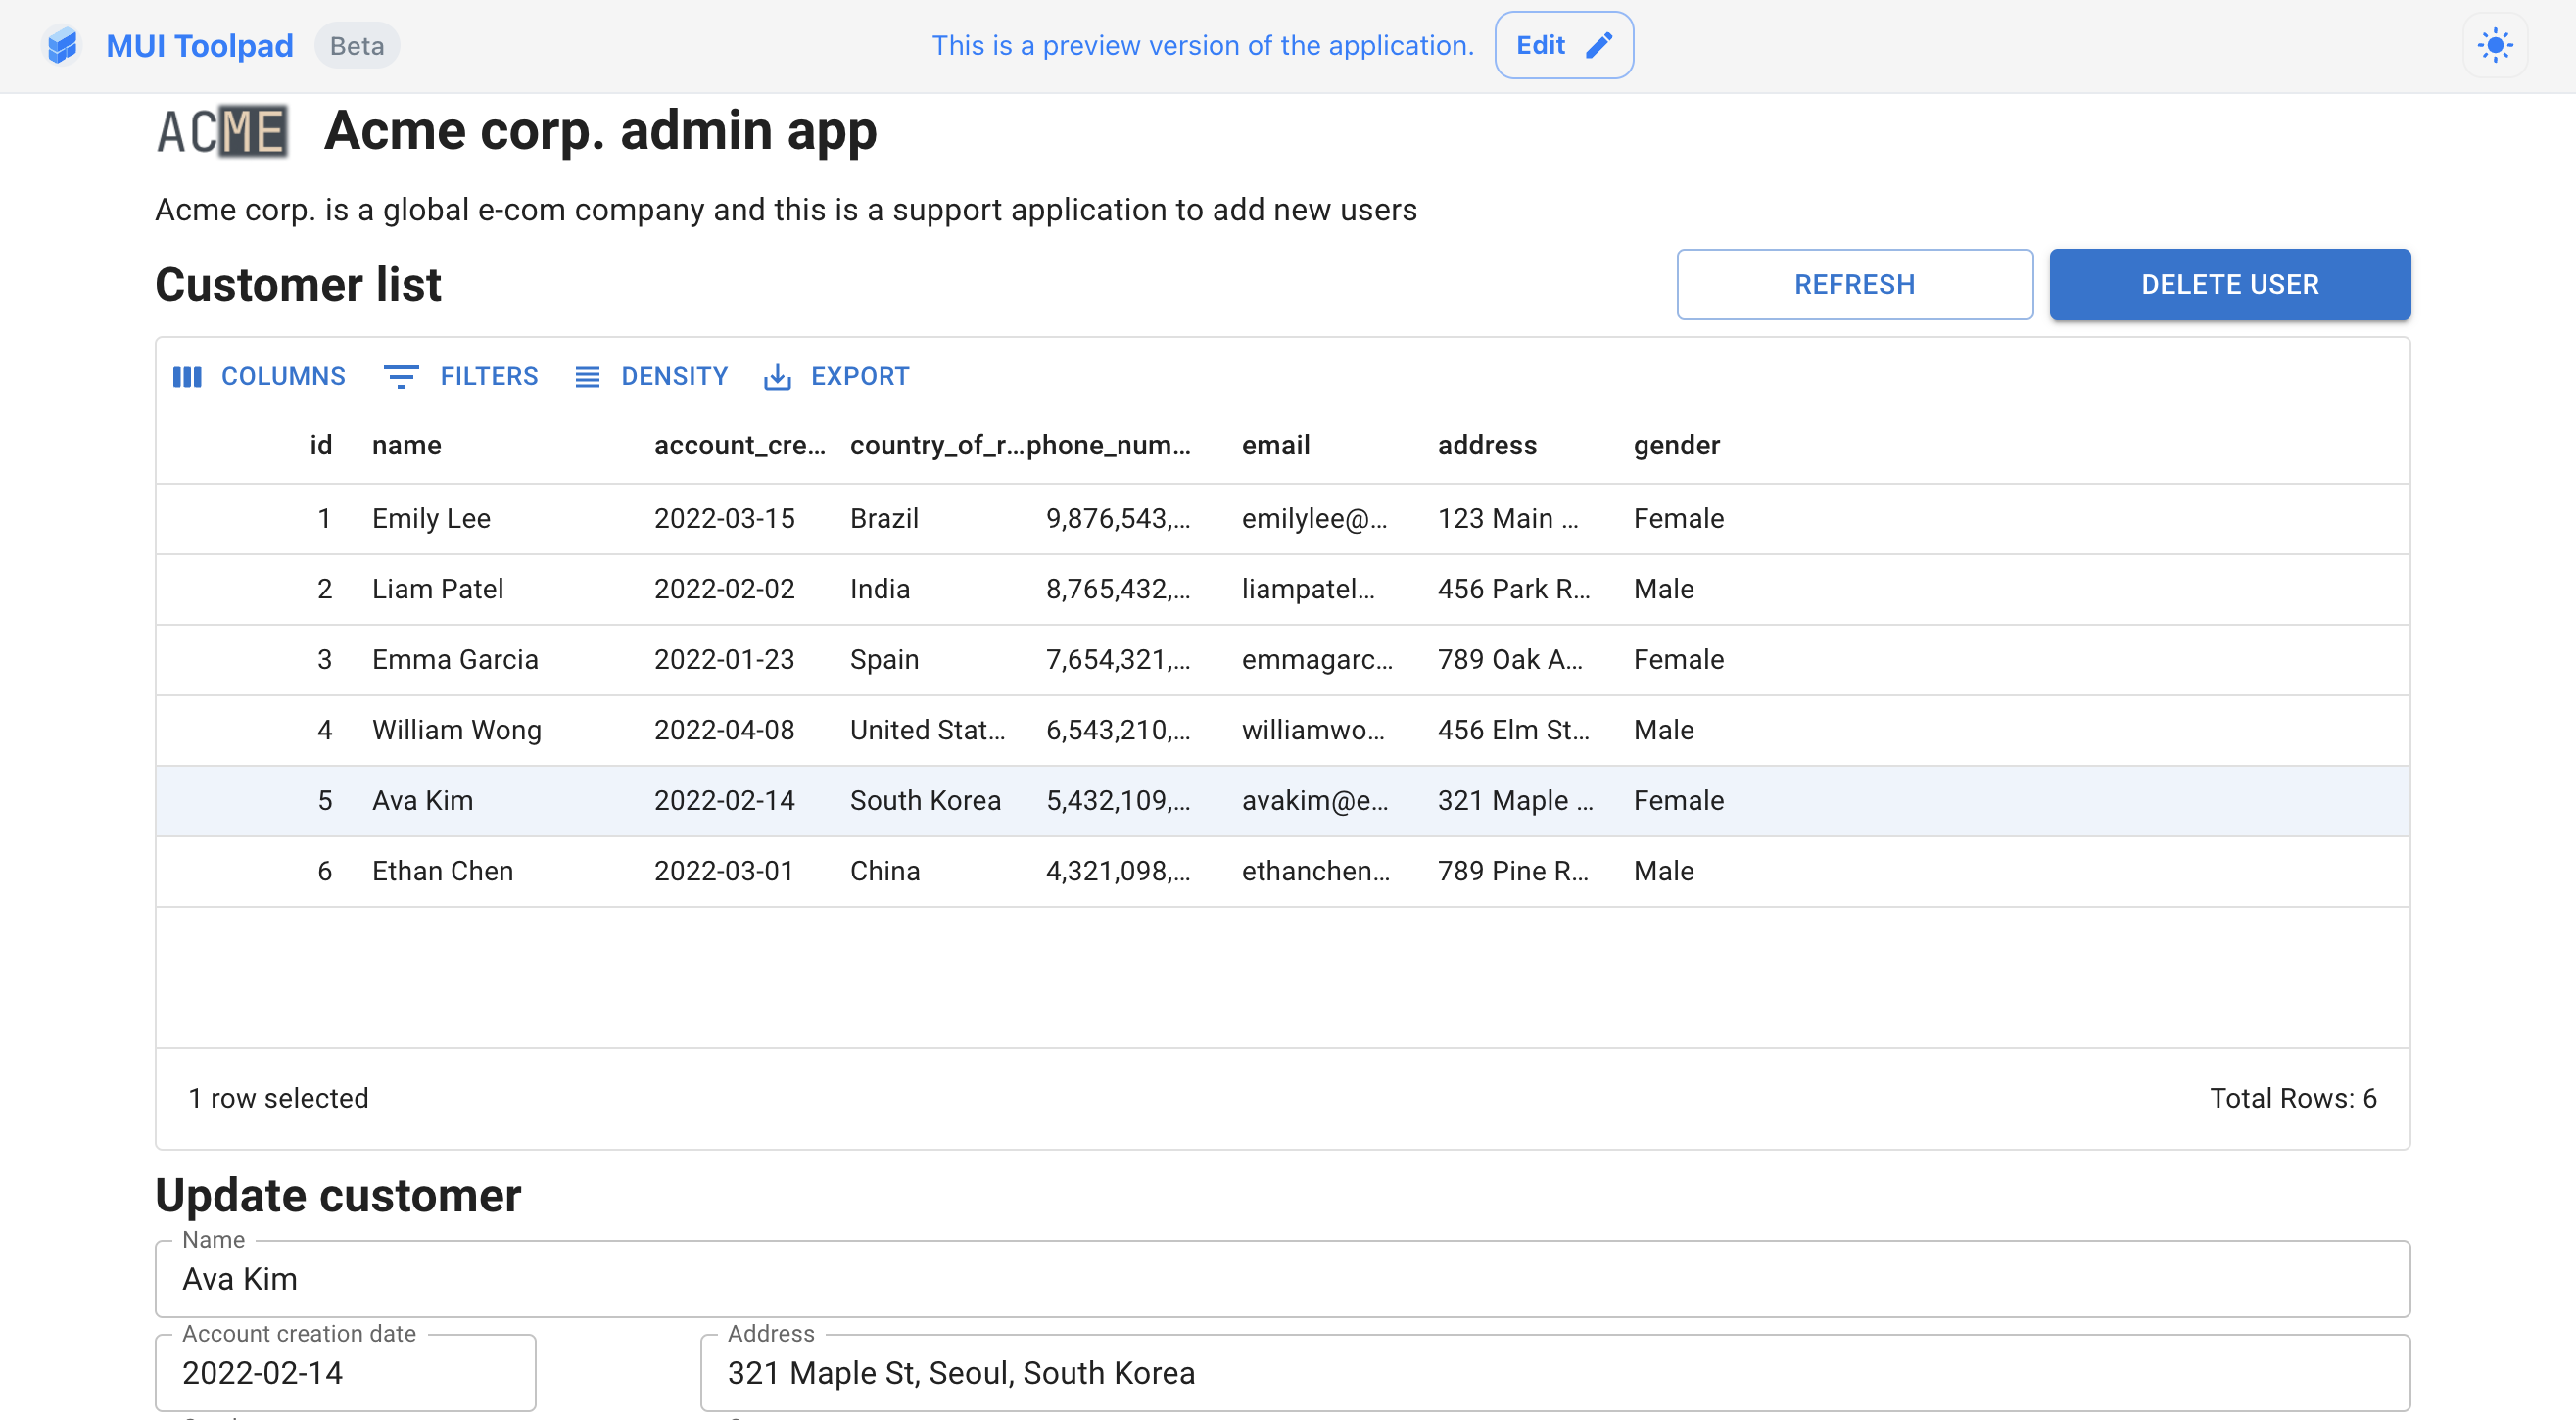 MUI Toolpad Beta This is a preview version of the application. Edit
ACME Acme corp. admin app
Acme corp. is a global e-com company and this is a support application to add new users
Customer list REFRESH DELETE USER
COLUMNS FILTERS DENSITY EXPORT
id name account_cre... country_of_r... phone_num... email address gender
1 Emily Lee 2022-03-15 Brazil 9,876,543,... emilylee@... 123 Main ... Female
2 Liam Patel 2022-02-02 India 8,765,432,... liampatel... 456 Park R... Male
3 Emma Garcia 2022-01-23 Spain 7,654,321,... emmagarc... 789 Oak A... Female
4 William Wong 2022-04-08 United Stat... 6,543,210,... williamwo... 456 Elm St... Male
5 Ava Kim 2022-02-14 South Korea 5,432,109,... avakim@e... 321 Maple ... Female
6 Ethan Chen 2022-03-01 China 4,321,098,... ethanchen... 789 Pine R... Male
1 row selected Total Rows: 6
Update customer
Name
Ava Kim
Account creation date Address
2022-02-14 321 Maple St, Seoul, South Korea